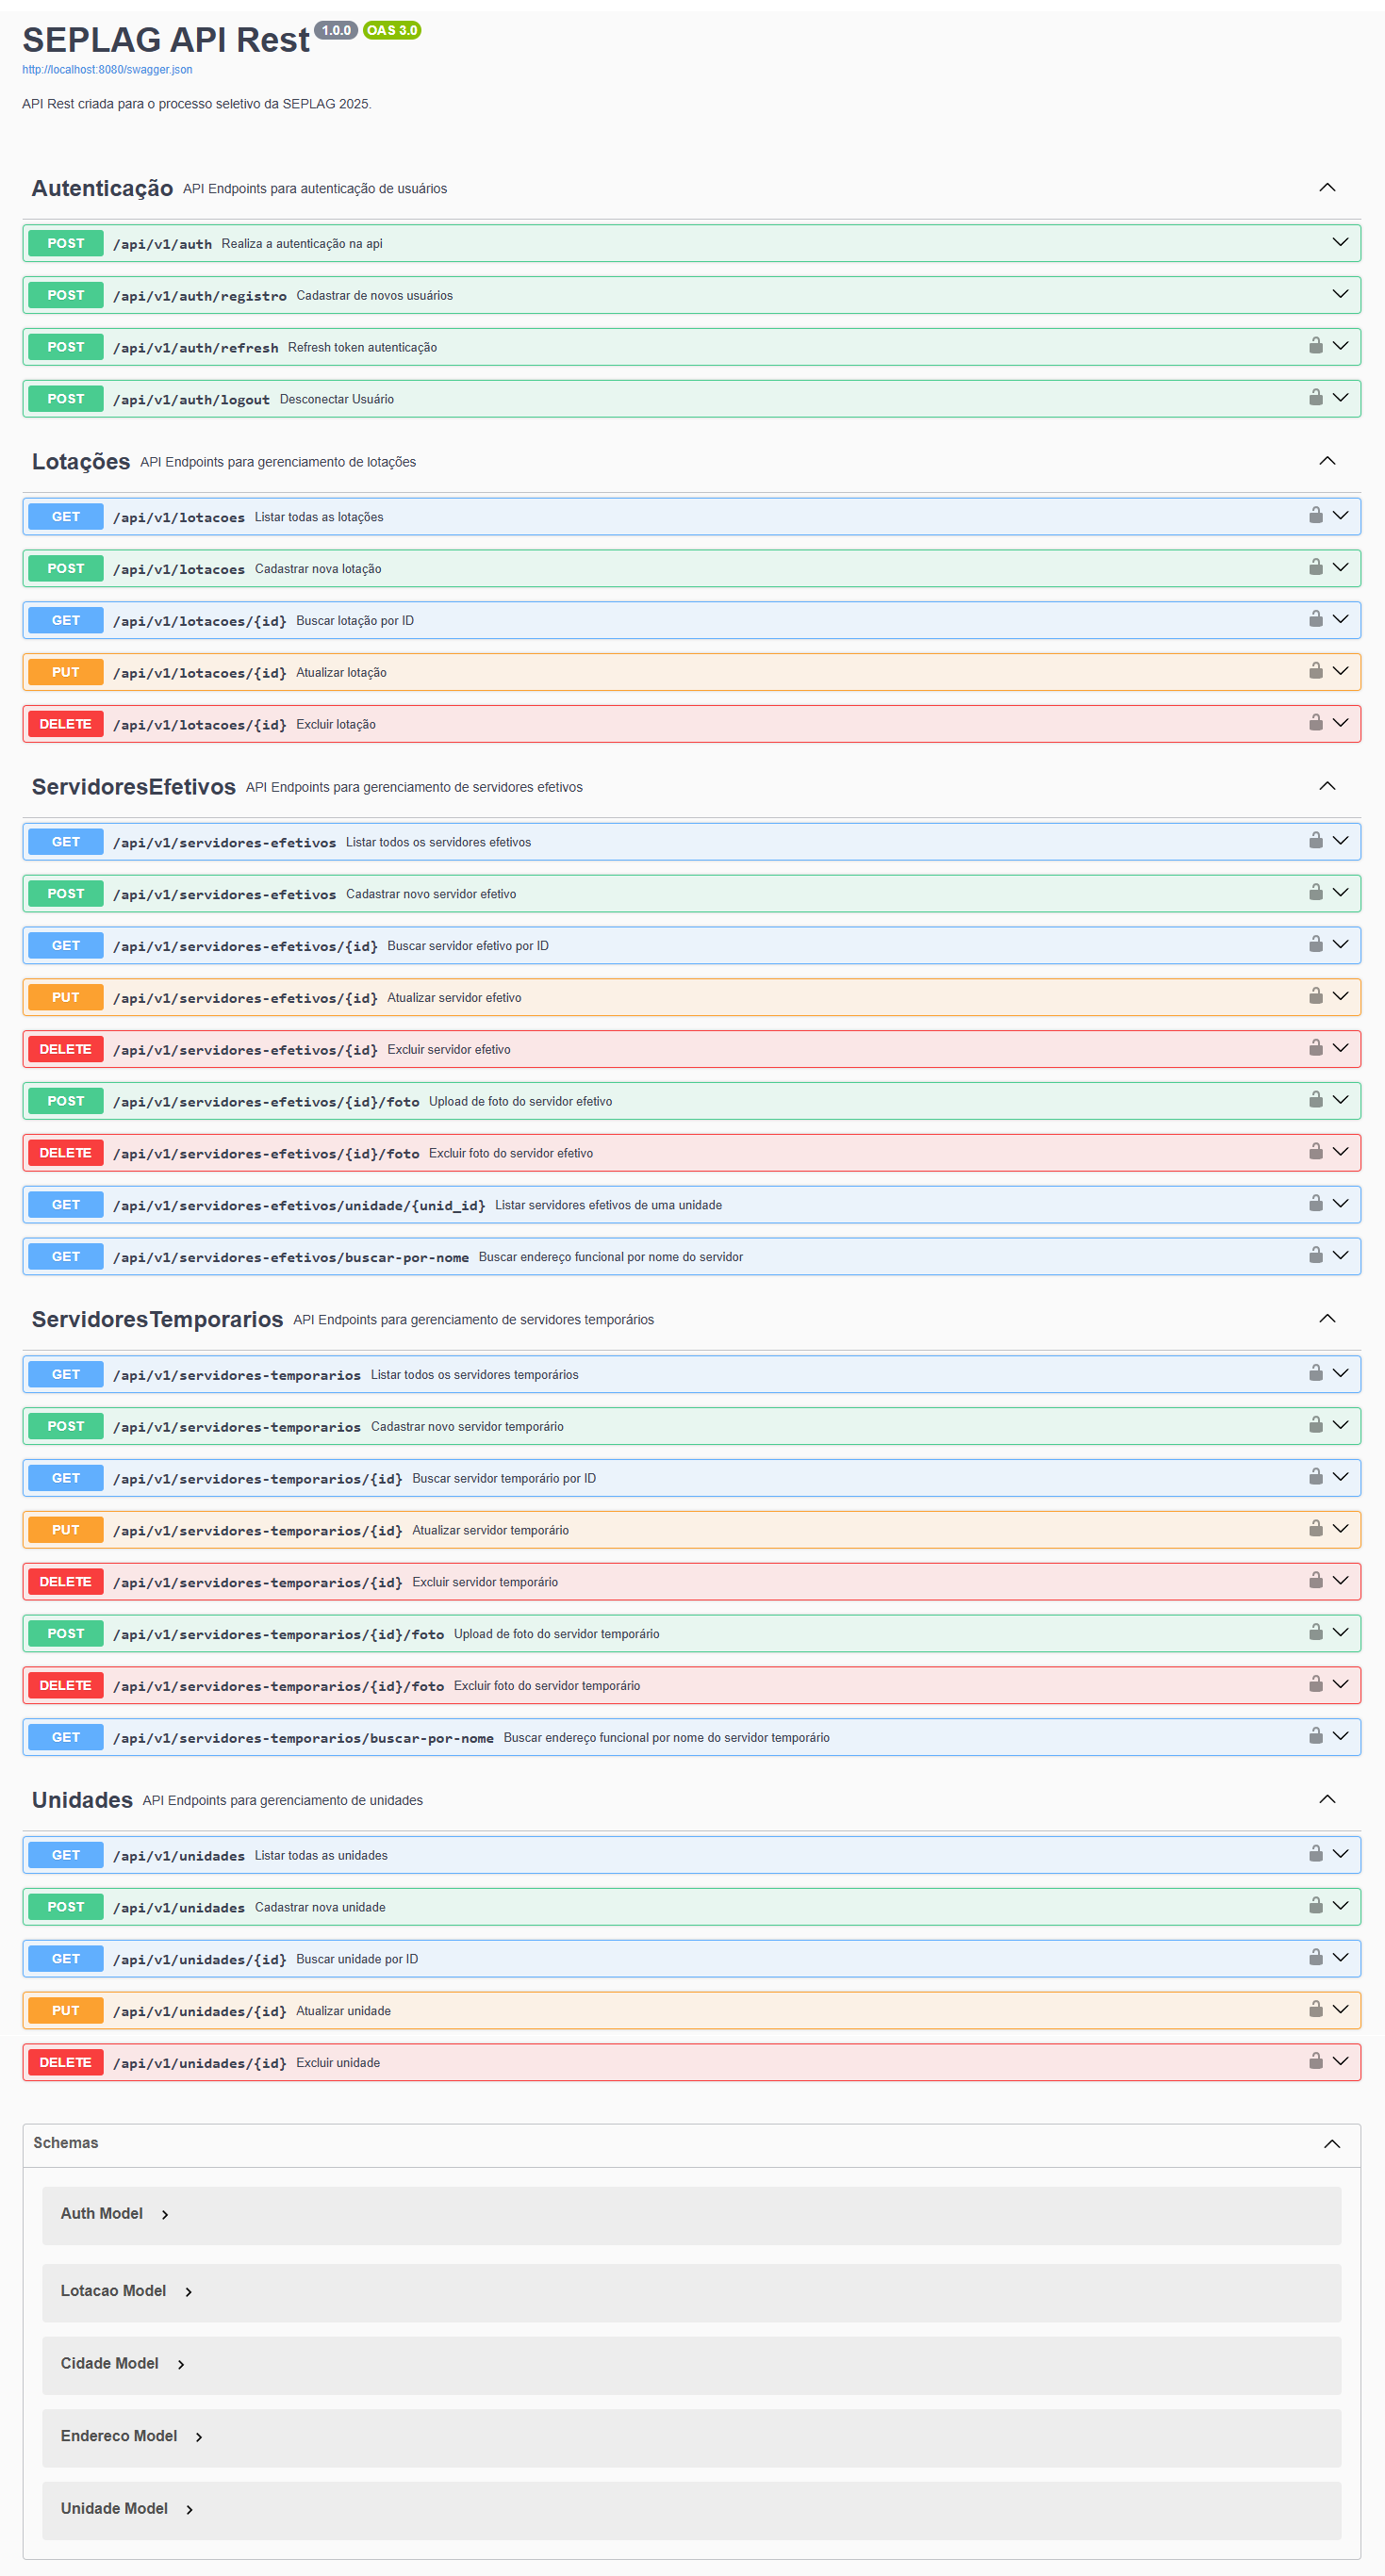 SEPLAG API Rest 1.0.0 OAS 3.0
http://localhost:8080/swagger.json
API Rest criada para o processo seletivo da SEPLAG 2025.
Autenticação API Endpoints para autenticação de usuários
POST /api/v1/auth Realiza a autenticação na api
POST /api/v1/auth/registro Cadastrar de novos usuários
POST /api/v1/auth/refresh Refresh token autenticação
POST /api/v1/auth/logout Desconectar Usuário
Lotações API Endpoints para gerenciamento de lotações
GET /api/v1/lotacoes Listar todas as lotações
POST /api/v1/lotacoes Cadastrar nova lotação
GET /api/v1/lotacoes/{id} Buscar lotação por ID
PUT /api/v1/lotacoes/{id} Atualizar lotação
DELETE /api/v1/lotacoes/{id} Excluir lotação
ServidoresEfetivos API Endpoints para gerenciamento de servidores efetivos
GET /api/v1/servidores-efetivos Listar todos os servidores efetivos
POST /api/v1/servidores-efetivos Cadastrar novo servidor efetivo
GET /api/v1/servidores-efetivos/{id} Buscar servidor efetivo por ID
PUT /api/v1/servidores-efetivos/{id} Atualizar servidor efetivo
DELETE /api/v1/servidores-efetivos/{id} Excluir servidor efetivo
POST /api/v1/servidores-efetivos/{id}/foto Upload de foto do servidor efetivo
DELETE /api/v1/servidores-efetivos/{id}/foto Excluir foto do servidor efetivo
GET /api/v1/servidores-efetivos/unidade/{unid_id} Listar servidores efetivos de uma unidade
GET /api/v1/servidores-efetivos/buscar-por-nome Buscar endereço funcional por nome do servidor
ServidoresTemporarios API Endpoints para gerenciamento de servidores temporários
GET /api/v1/servidores-temporarios Listar todos os servidores temporários
POST /api/v1/servidores-temporarios Cadastrar novo servidor temporário
GET /api/v1/servidores-temporarios/{id} Buscar servidor temporário por ID
PUT /api/v1/servidores-temporarios/{id} Atualizar servidor temporário
DELETE /api/v1/servidores-temporarios/{id} Excluir servidor temporário
POST /api/v1/servidores-temporarios/{id}/foto Upload de foto do servidor temporário
DELETE /api/v1/servidores-temporarios/{id}/foto Excluir foto do servidor temporário
GET /api/v1/servidores-temporarios/buscar-por-nome Buscar endereço funcional por nome do servidor temporário
Unidades API Endpoints para gerenciamento de unidades
GET /api/v1/unidades Listar todas as unidades
POST /api/v1/unidades Cadastrar nova unidade
GET /api/v1/unidades/{id} Buscar unidade por ID
PUT /api/v1/unidades/{id} Atualizar unidade
DELETE /api/v1/unidades/{id} Excluir unidade
Schemas
Auth Model
Lotacao Model
Cidade Model
Endereco Model
Unidade Model